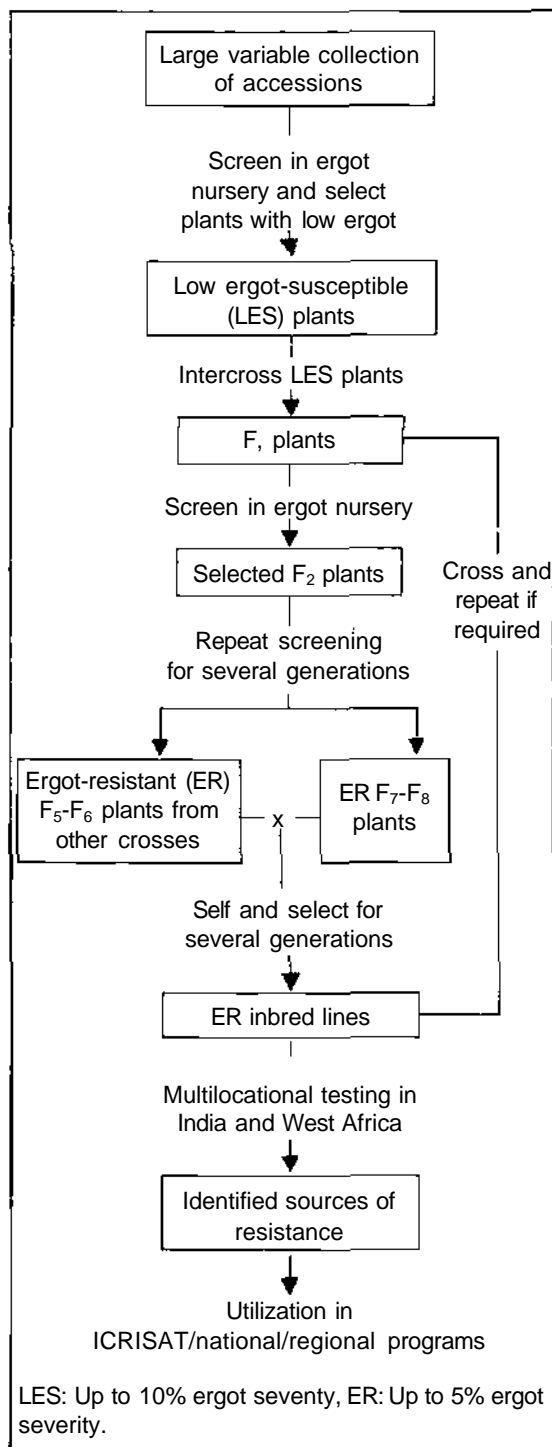 Large variable collection
of accessions
Screen in ergot
nursery and select
plants with low ergot
Low ergot-susceptible
(LES) plants
Intercross LES plants
F, plants
Screen in ergot nursery
Selected F₂ plants
Cross and
repeat if
required
Repeat screening
for several generations
Ergot-resistant (ER)
F₅-F₆ plants from
other crosses
x
ER F₇-F₈
plants
Self and select for
several generations
ER inbred lines
Multilocational testing in
India and West Africa
Identified sources of
resistance
Utilization in
ICRISAT/national/regional programs
LES: Up to 10% ergot seventy, ER: Up to 5% ergot
severity.